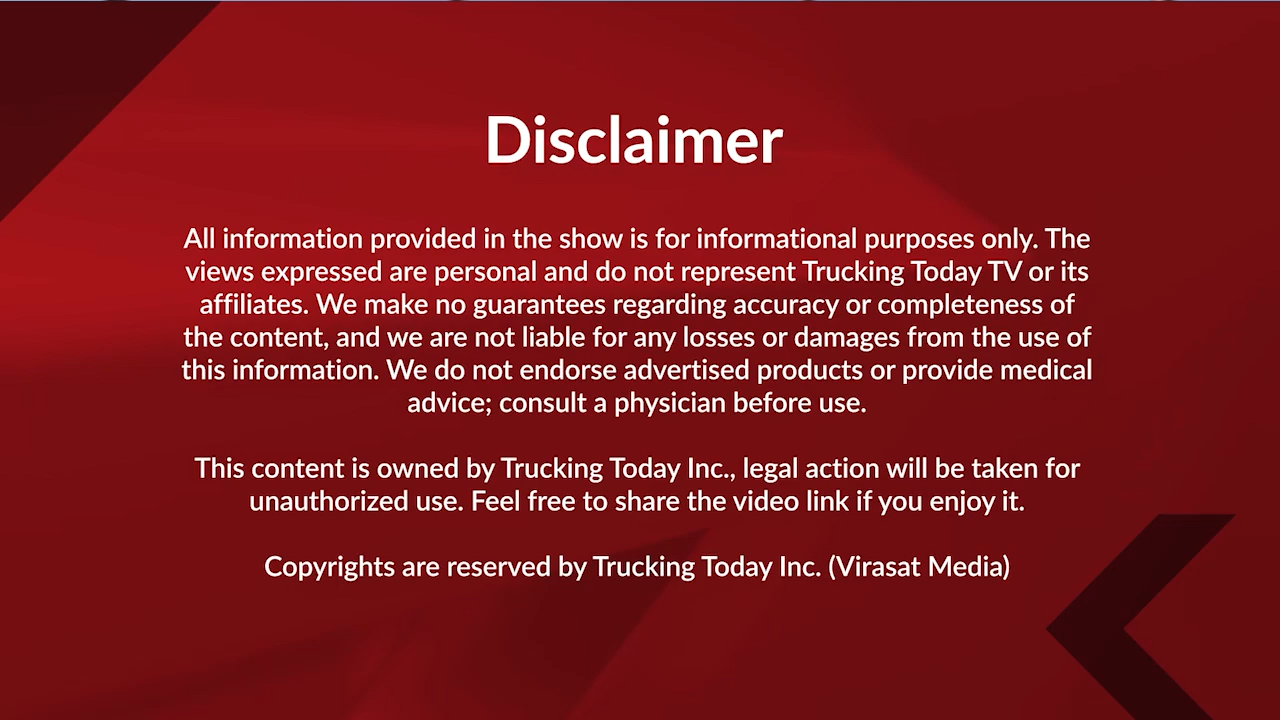 Disclaimer
All information provided in the show is for informational purposes only. The
views expressed are personal and do not represent Trucking Today TV or its
affiliates. We make no guarantees regarding accuracy or completeness of
the content, and we are not liable for any losses or damages from the use of
this information. We do not endorse advertised products or provide medical
advice; consult a physician before use.
This content is owned by Trucking Today Inc., legal action will be taken for
unauthorized use. Feel free to share the video link if you enjoy it.
Copyrights are reserved by Trucking Today Inc. (Virasat Media)